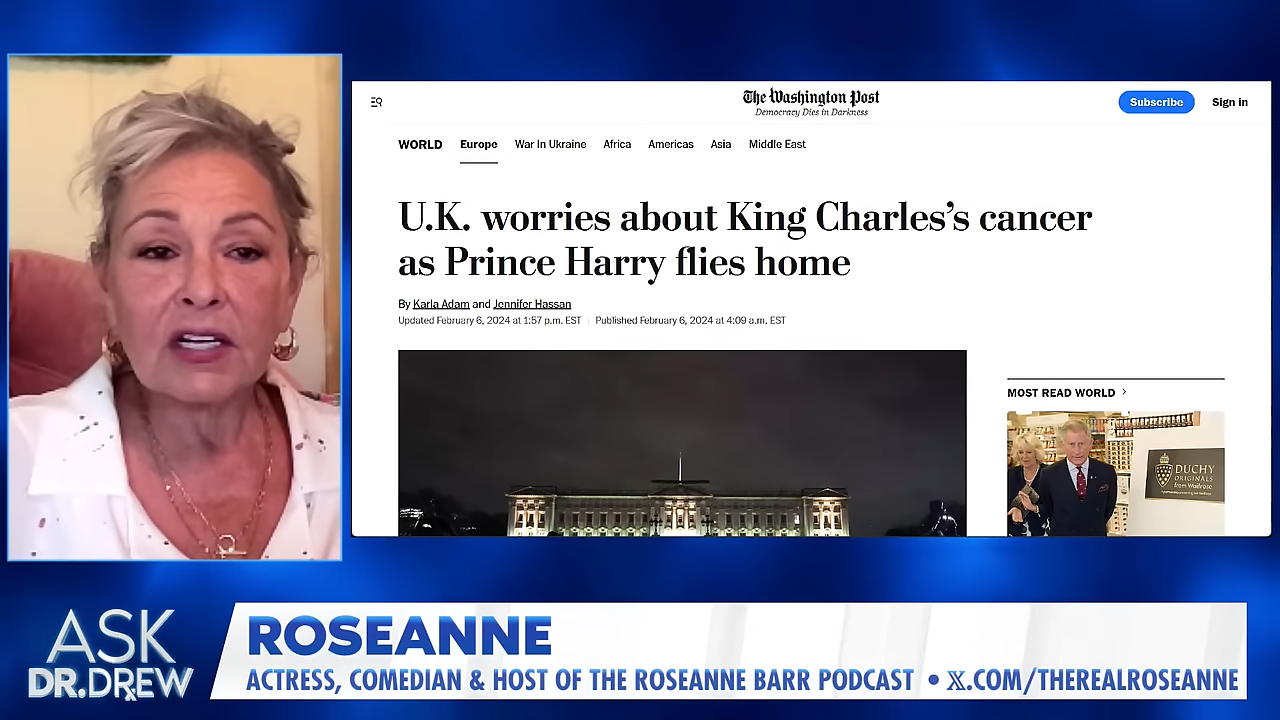 The Washington Post
Democracy Dies in Darkness
Subscribe
Sign in
WORLD Europe War In Ukraine Africa Americas Asia Middle East
U.K. worries about King Charles’s cancer
as Prince Harry flies home
By Karla Adam and Jennifer Hassan
Updated February 6, 2024 at 1:57 p.m. EST | Published February 6, 2024 at 4:09 a.m. EST
MOST READ WORLD
DUCHY
ORIGINALS
from Waitrose
ASK
DR. DREW
ROSEANNE
ACTRESS, COMEDIAN & HOST OF THE ROSEANNE BARR PODCAST • X.COM/THEREALROSEANNE